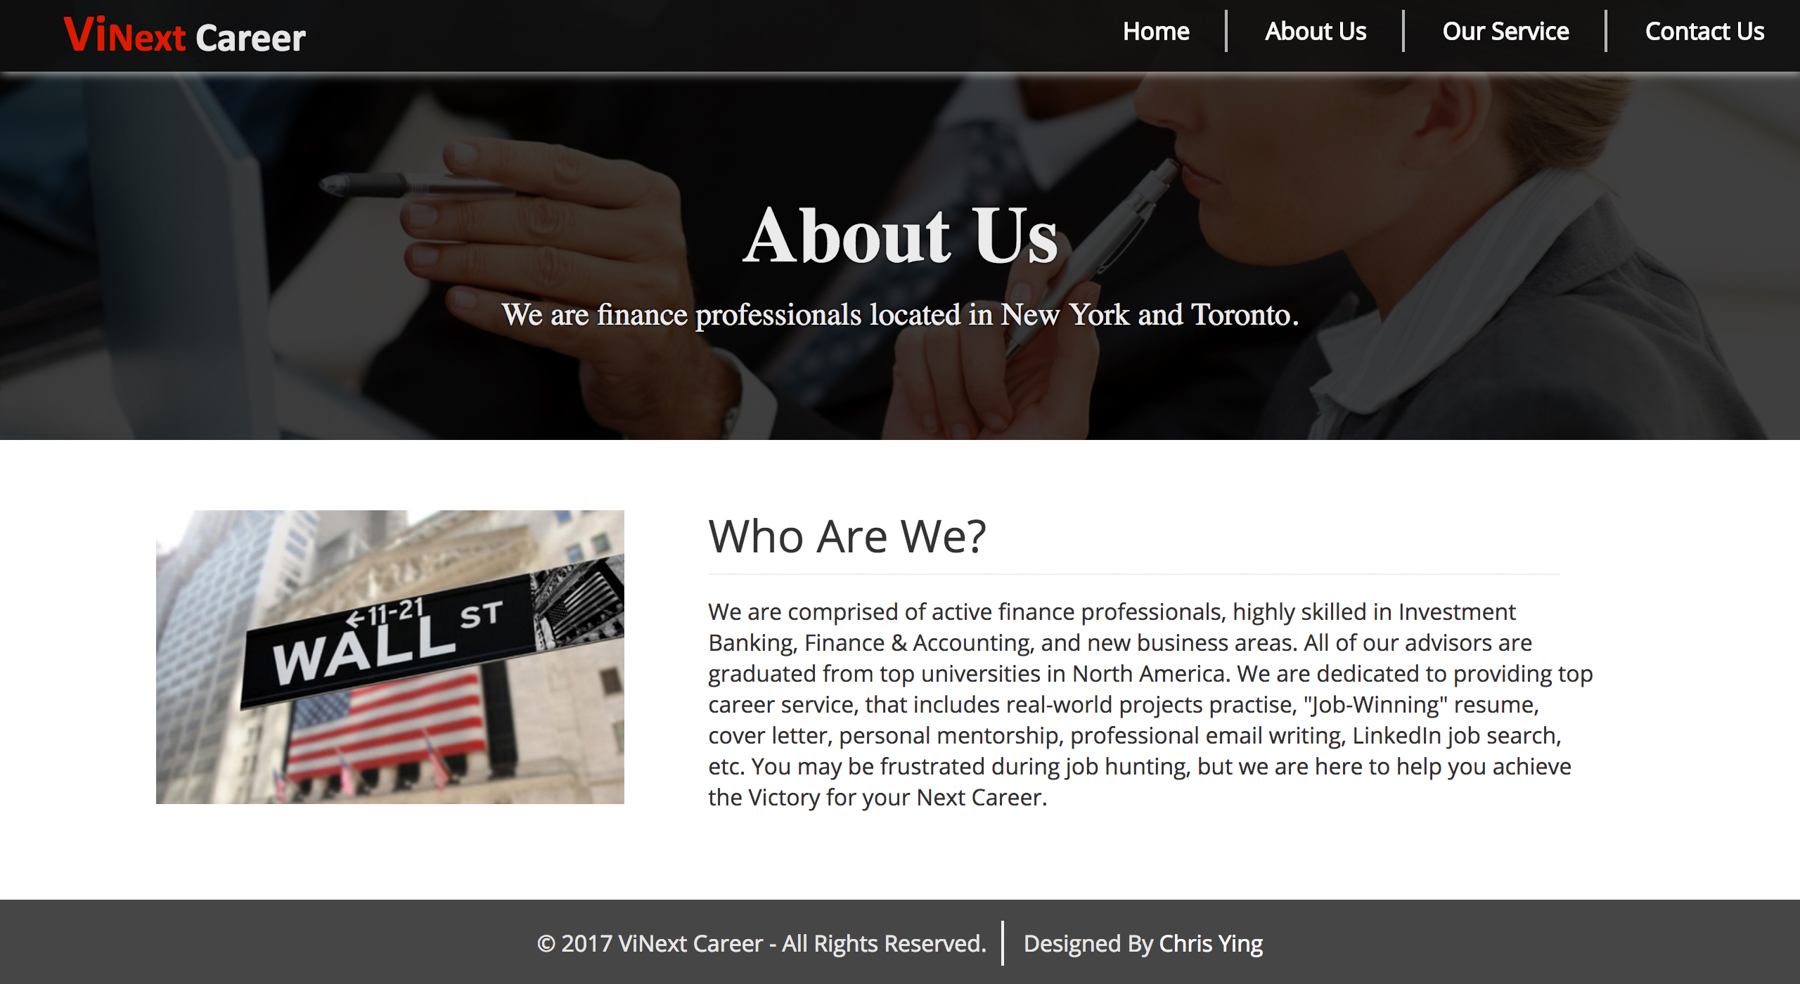 ViNext Career
Home
About Us
Our Service
Contact Us
About Us
We are finance professionals located in New York and Toronto.
←11-21
WALL ST
Who Are We?
We are comprised of active finance professionals, highly skilled in Investment
Banking, Finance & Accounting, and new business areas. All of our advisors are
graduated from top universities in North America. We are dedicated to providing top
career service, that includes real-world projects practise, "Job-Winning" resume,
cover letter, personal mentorship, professional email writing, LinkedIn job search,
etc. You may be frustrated during job hunting, but we are here to help you achieve
the Victory for your Next Career.
© 2017 ViNext Career - All Rights Reserved.
Designed By Chris Ying